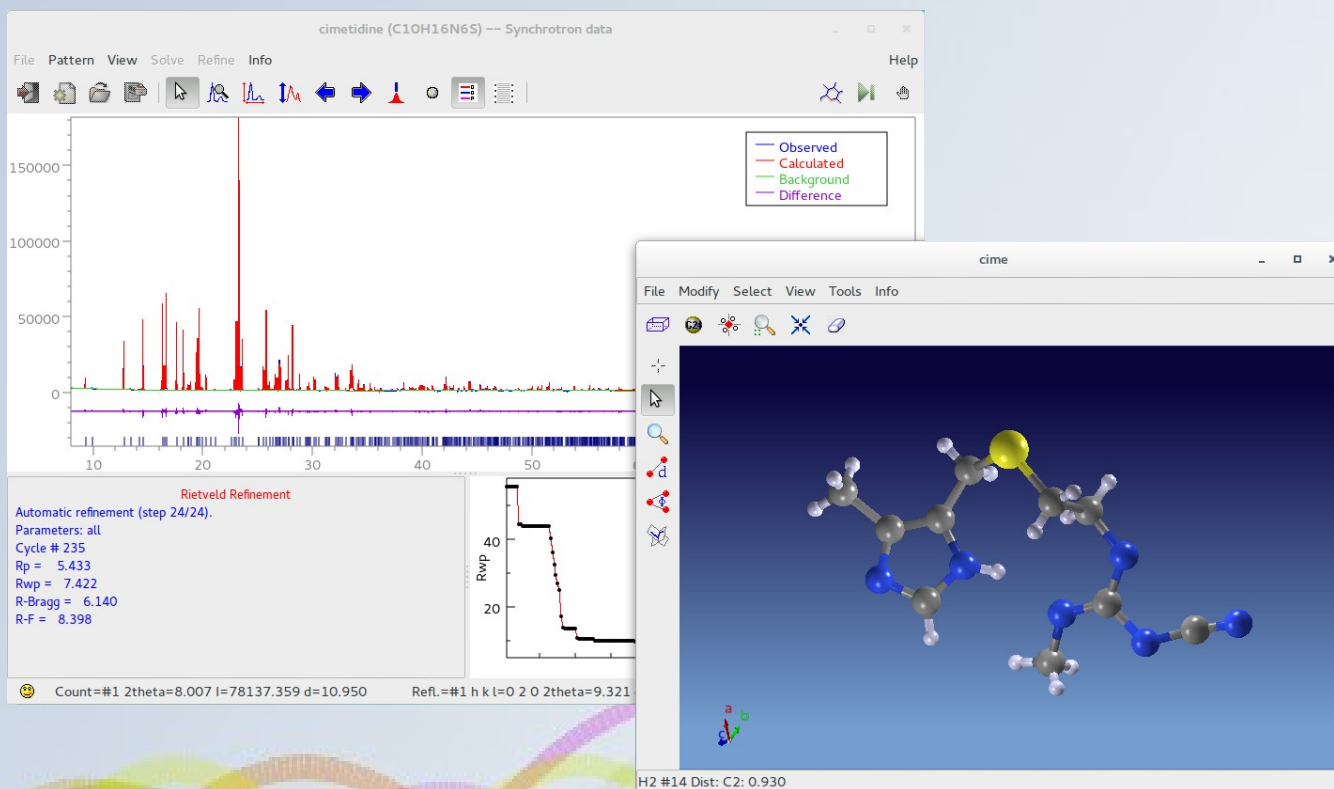 cimetidine (C10H16N6S) —— Synchrotron data
File Pattern View Solve Refine Info Help
150000
100000
50000
0
Observed
Calculated
Background
Difference
10 20 30 40 50
Rietveld Refinement
Automatic refinement (step 24/24).
Parameters: all
Cycle # 235
Rp = 5.433
Rwp = 7.422
R-Bragg = 6.140
R-F = 8.398
Rwp
40
20
Count=#1 2theta=8.007 I=78137.359 d=10.950 Refl.=#1 h k l=0 2 0 2theta=9.321
cime
File Modify Select View Tools Info
C24
d
a
b
c
H2 #14 Dist: C2: 0.930